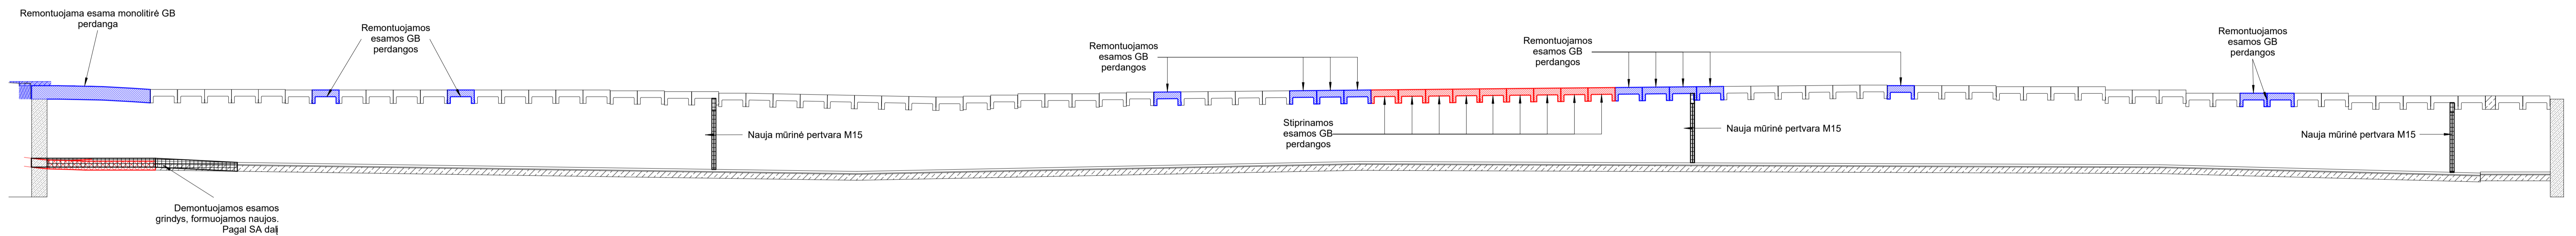 Remontuojama esama monolitirė GB
perdanga
Remontuojamos
esamos GB
perdangos
Remontuojamos
esamos GB
perdangos
Remontuojamos
esamos GB
perdangos
Remontuojamos
esamos GB
perdangos
Nauja mūrinė pertvara M15
Stiprinamos
esamos GB
perdangos
Nauja mūrinė pertvara M15
Nauja mūrinė pertvara M15
Demontuojamos esamos
grindys, formuojamos naujos.
Pagal SA dalį